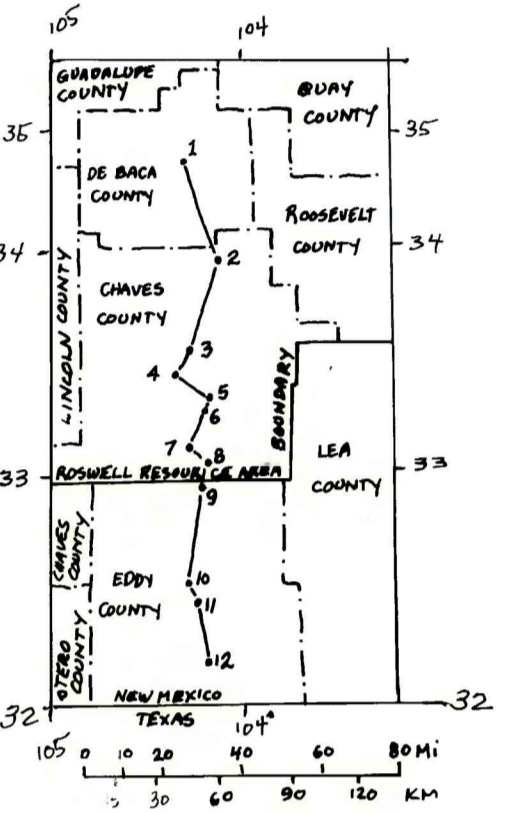 105
104
GUADALUPE
COUNTY
QUAY
COUNTY
35
35
1
DE BACA
COUNTY
ROOSEVELT
COUNTY
34
34
2
LINCOLN COUNTY
CHAVES
COUNTY
3
4
5
6
BOUNDARY
7
8
LEA
COUNTY
33
ROSWELL RESOURICE AREA
33
9
CHAVES
COUNTY
EDDY
COUNTY
10
11
OTERO
COUNTY
12
NEW MEXICO
32
32
TEXAS
104°
105
0 10 20 40 60 80 Mi
30 60 90 120 KM